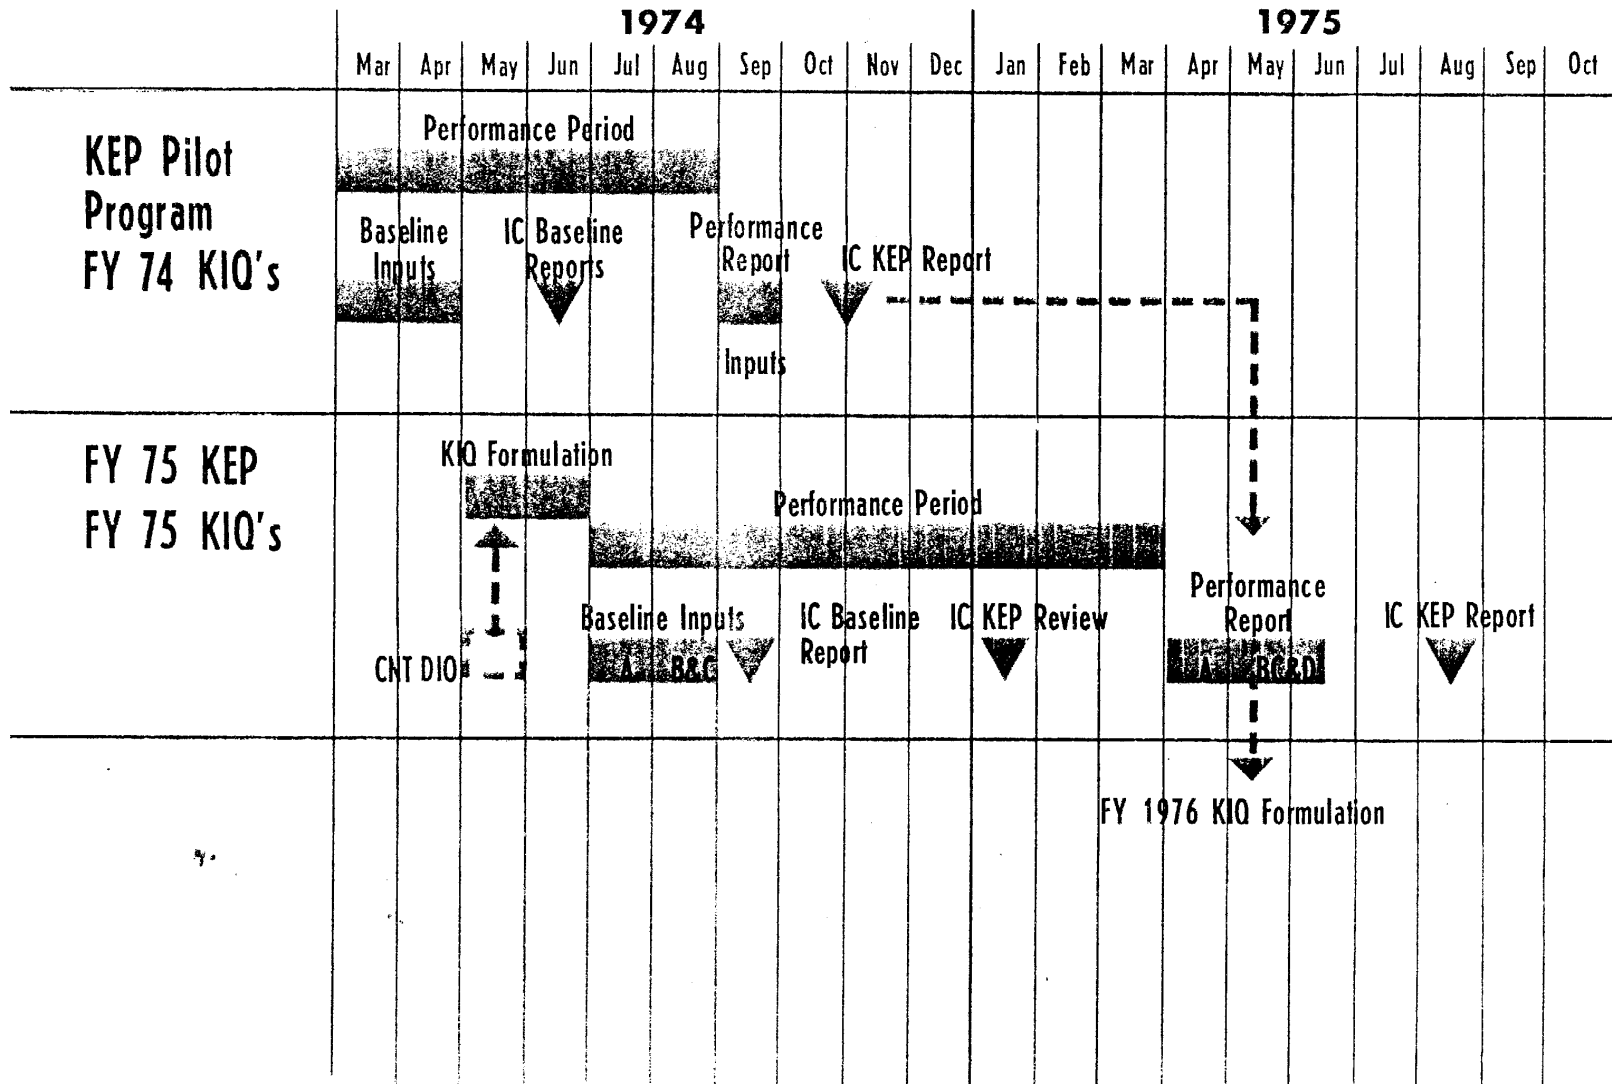 1974
1975
Mar Apr May Jun Jul Aug Sep Oct Nov Dec Jan Feb Mar Apr May Jun Jul Aug Sep Oct
KEP Pilot
Program
FY 74 KIQ's
Performance Period
Baseline
Inputs
IC Baseline
Reports
Performance
Report
Inputs
IC KEP Report
FY 75 KEP
FY 75 KIQ's
KIQ Formulation
Performance Period
CNT DIO
Baseline Inputs
A B&C
IC Baseline
Report
IC KEP Review
Performance
Report
A BC&D
IC KEP Report
FY 1976 KIQ Formulation